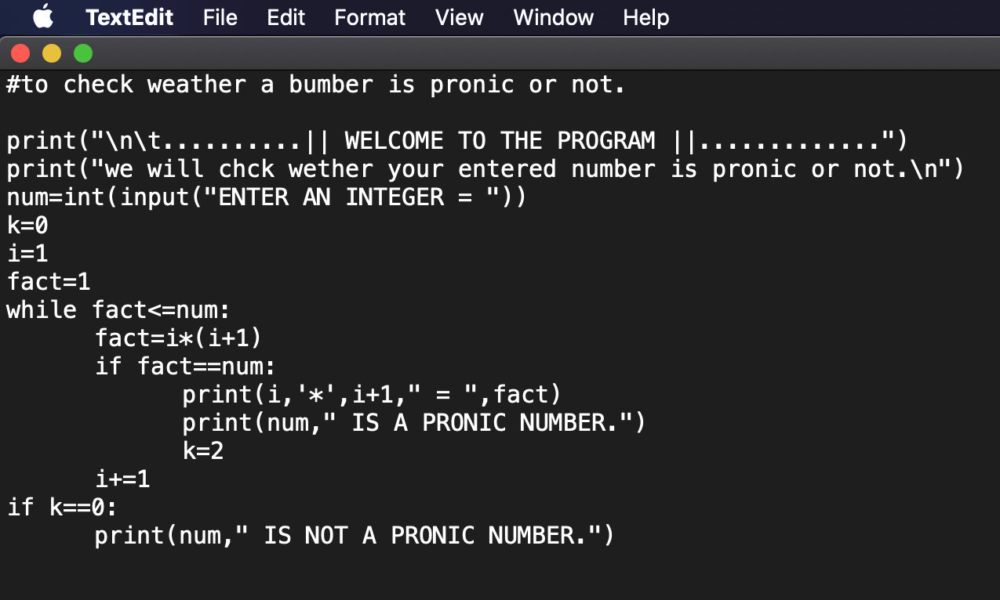 TextEdit File Edit Format View Window Help
#to check weather a bumber is pronic or not.
print("\n\t..........|| WELCOME TO THE PROGRAM ||.............")
print("we will chck wether your entered number is pronic or not.\n")
num=int(input("ENTER AN INTEGER = "))
k=0
i=1
fact=1
while fact<=num:
	fact=i*(i+1)
	if fact==num:
		print(i,'*',i+1," = ",fact)
		print(num," IS A PRONIC NUMBER.")
		k=2
	i+=1
if k==0:
	print(num," IS NOT A PRONIC NUMBER.")